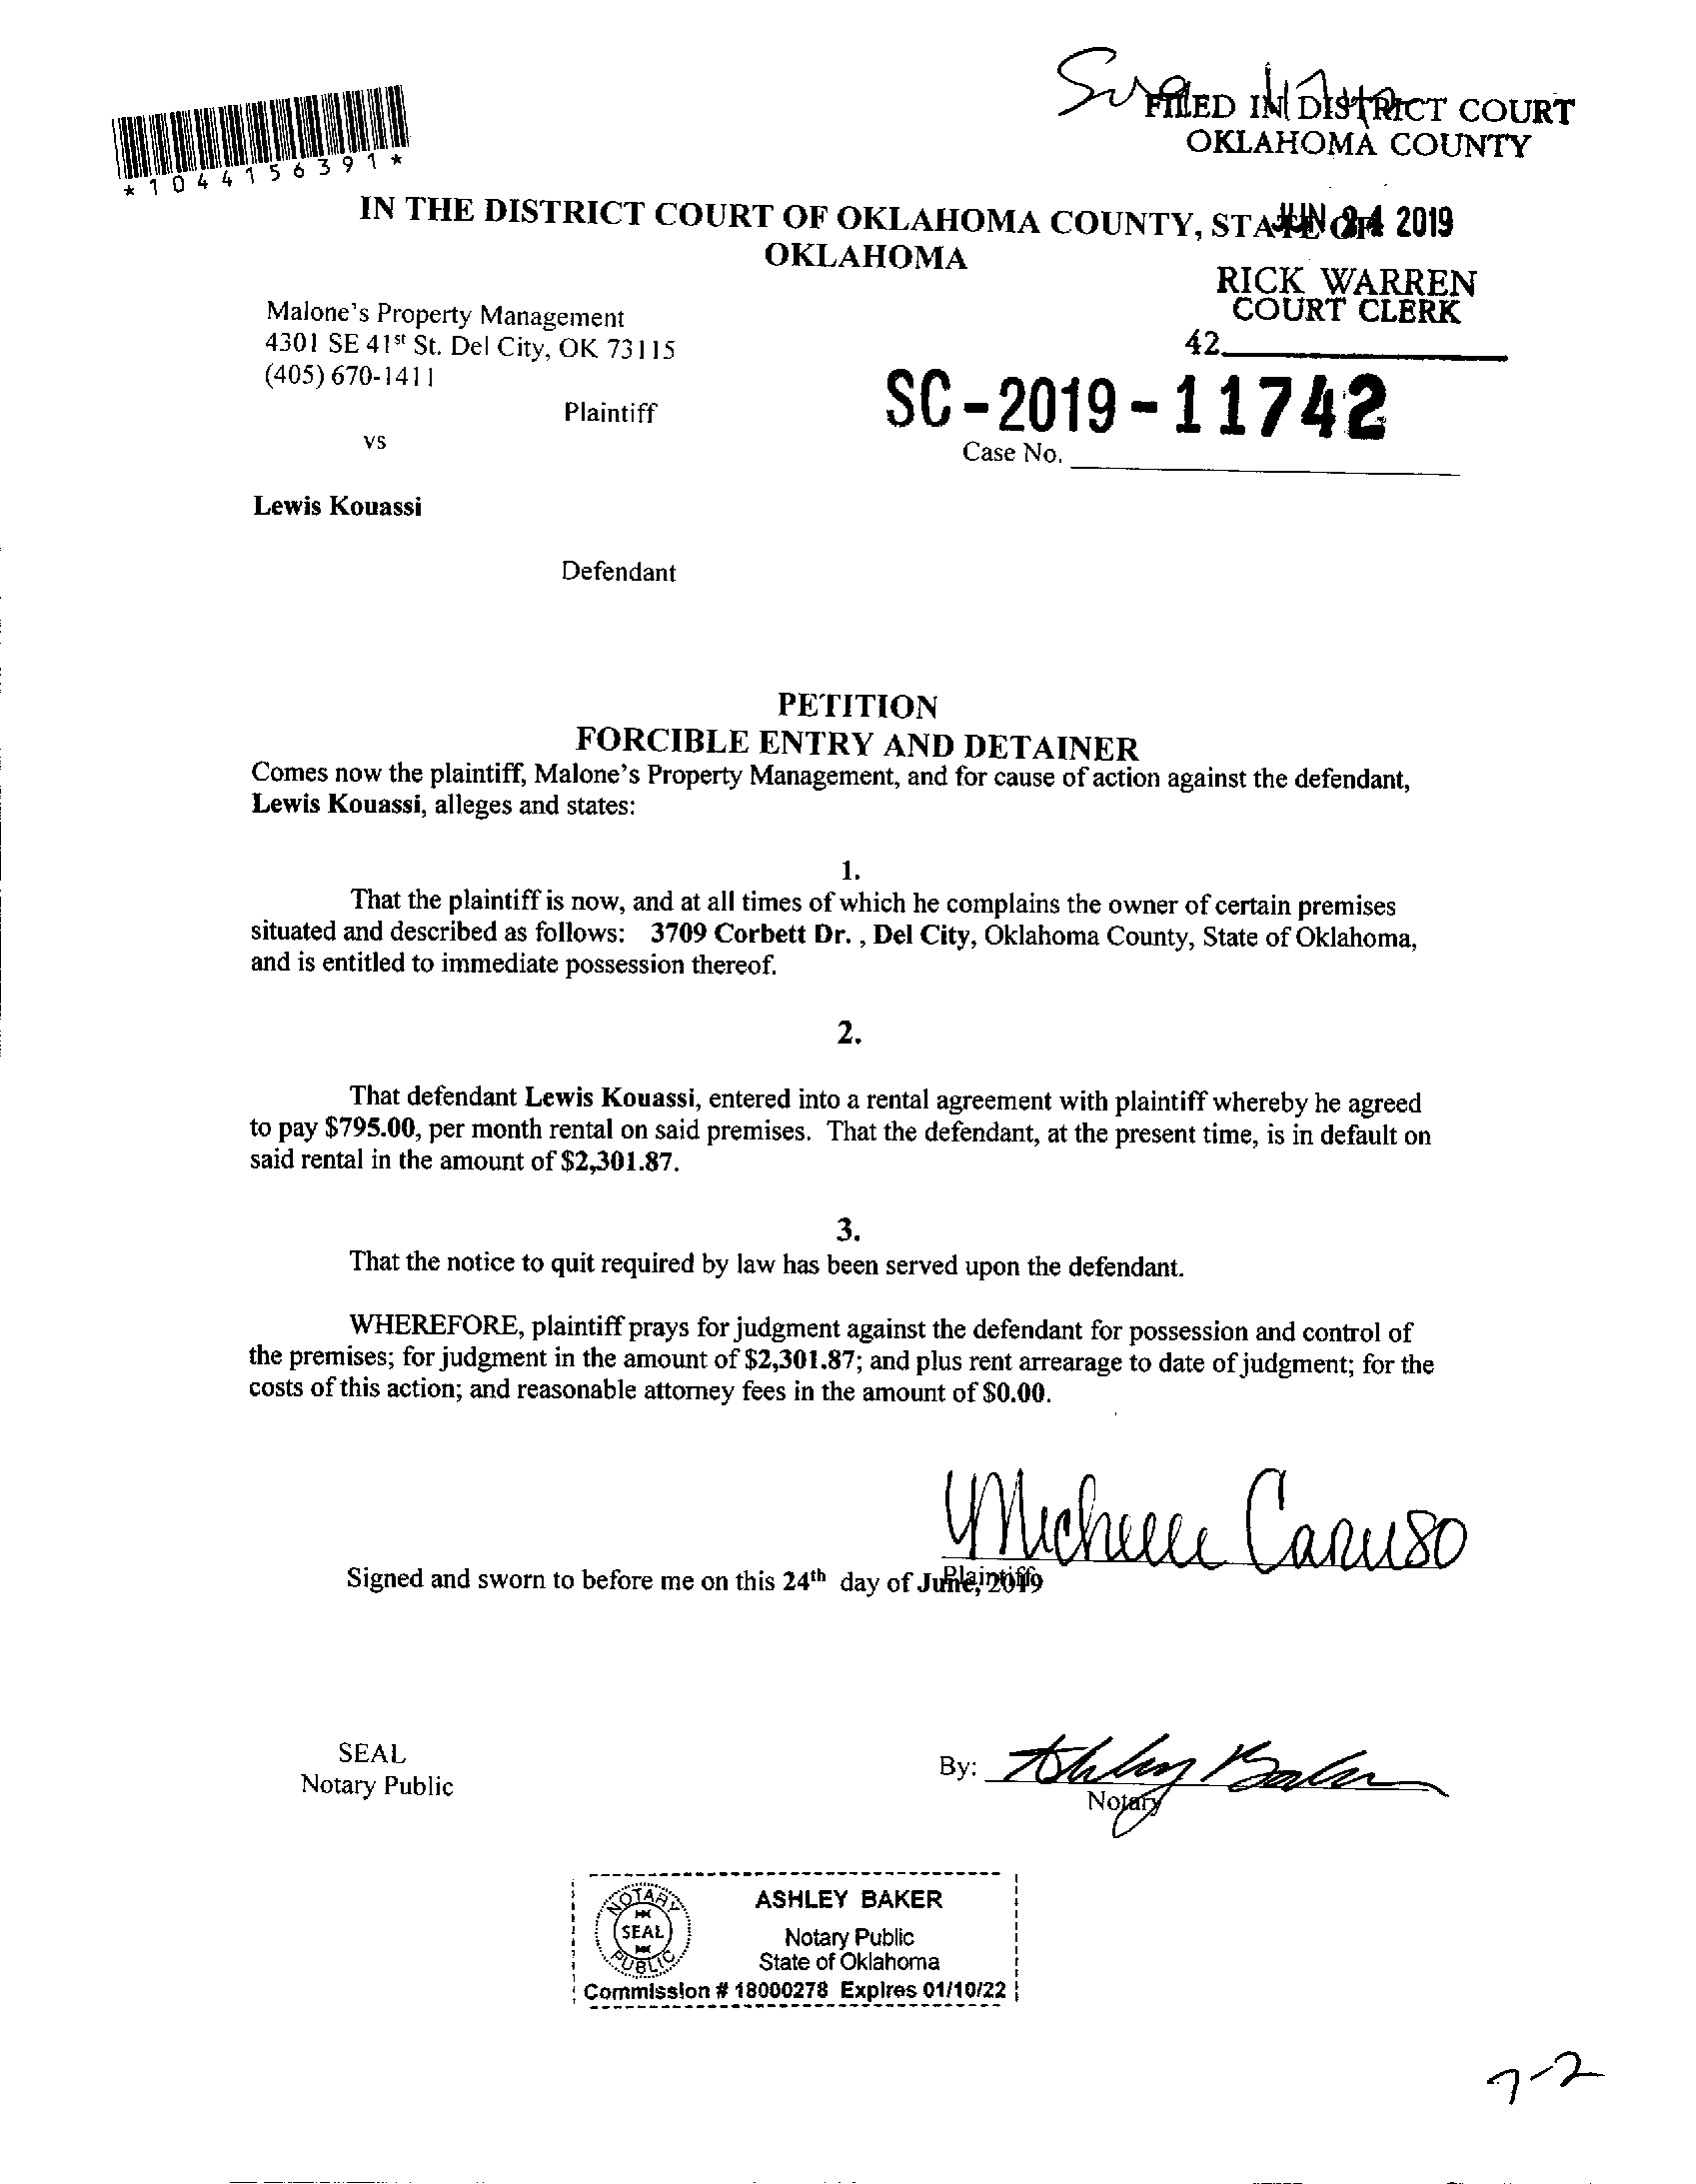 FILED IN DISTRICT COURT
OKLAHOMA COUNTY
*1044156391*
IN THE DISTRICT COURT OF OKLAHOMA COUNTY, STATE OF
OKLAHOMA
JUN 24 2019
RICK WARREN
COURT CLERK
42
Malone's Property Management
4301 SE 41st St. Del City, OK 73115
(405) 670-1411
Plaintiff
vs
SC-2019-11742
Case No.
Lewis Kouassi
Defendant
PETITION
FORCIBLE ENTRY AND DETAINER
Comes now the plaintiff, Malone's Property Management, and for cause of action against the defendant,
Lewis Kouassi, alleges and states:
1.
That the plaintiff is now, and at all times of which he complains the owner of certain premises
situated and described as follows: 3709 Corbett Dr. , Del City, Oklahoma County, State of Oklahoma,
and is entitled to immediate possession thereof.
2.
That defendant Lewis Kouassi, entered into a rental agreement with plaintiff whereby he agreed
to pay $795.00, per month rental on said premises. That the defendant, at the present time, is in default on
said rental in the amount of $2,301.87.
3.
That the notice to quit required by law has been served upon the defendant.
WHEREFORE, plaintiff prays for judgment against the defendant for possession and control of
the premises; for judgment in the amount of $2,301.87; and plus rent arrearage to date of judgment; for the
costs of this action; and reasonable attorney fees in the amount of $0.00.
Michelle Caruso
Plaintiff
Signed and sworn to before me on this 24th day of June, 2019
SEAL
Notary Public
By: Ashley Baker
Notary
NOTARY
SEAL
PUBLIC
ASHLEY BAKER
Notary Public
State of Oklahoma
Commission # 18000278 Expires 01/10/22
7-2